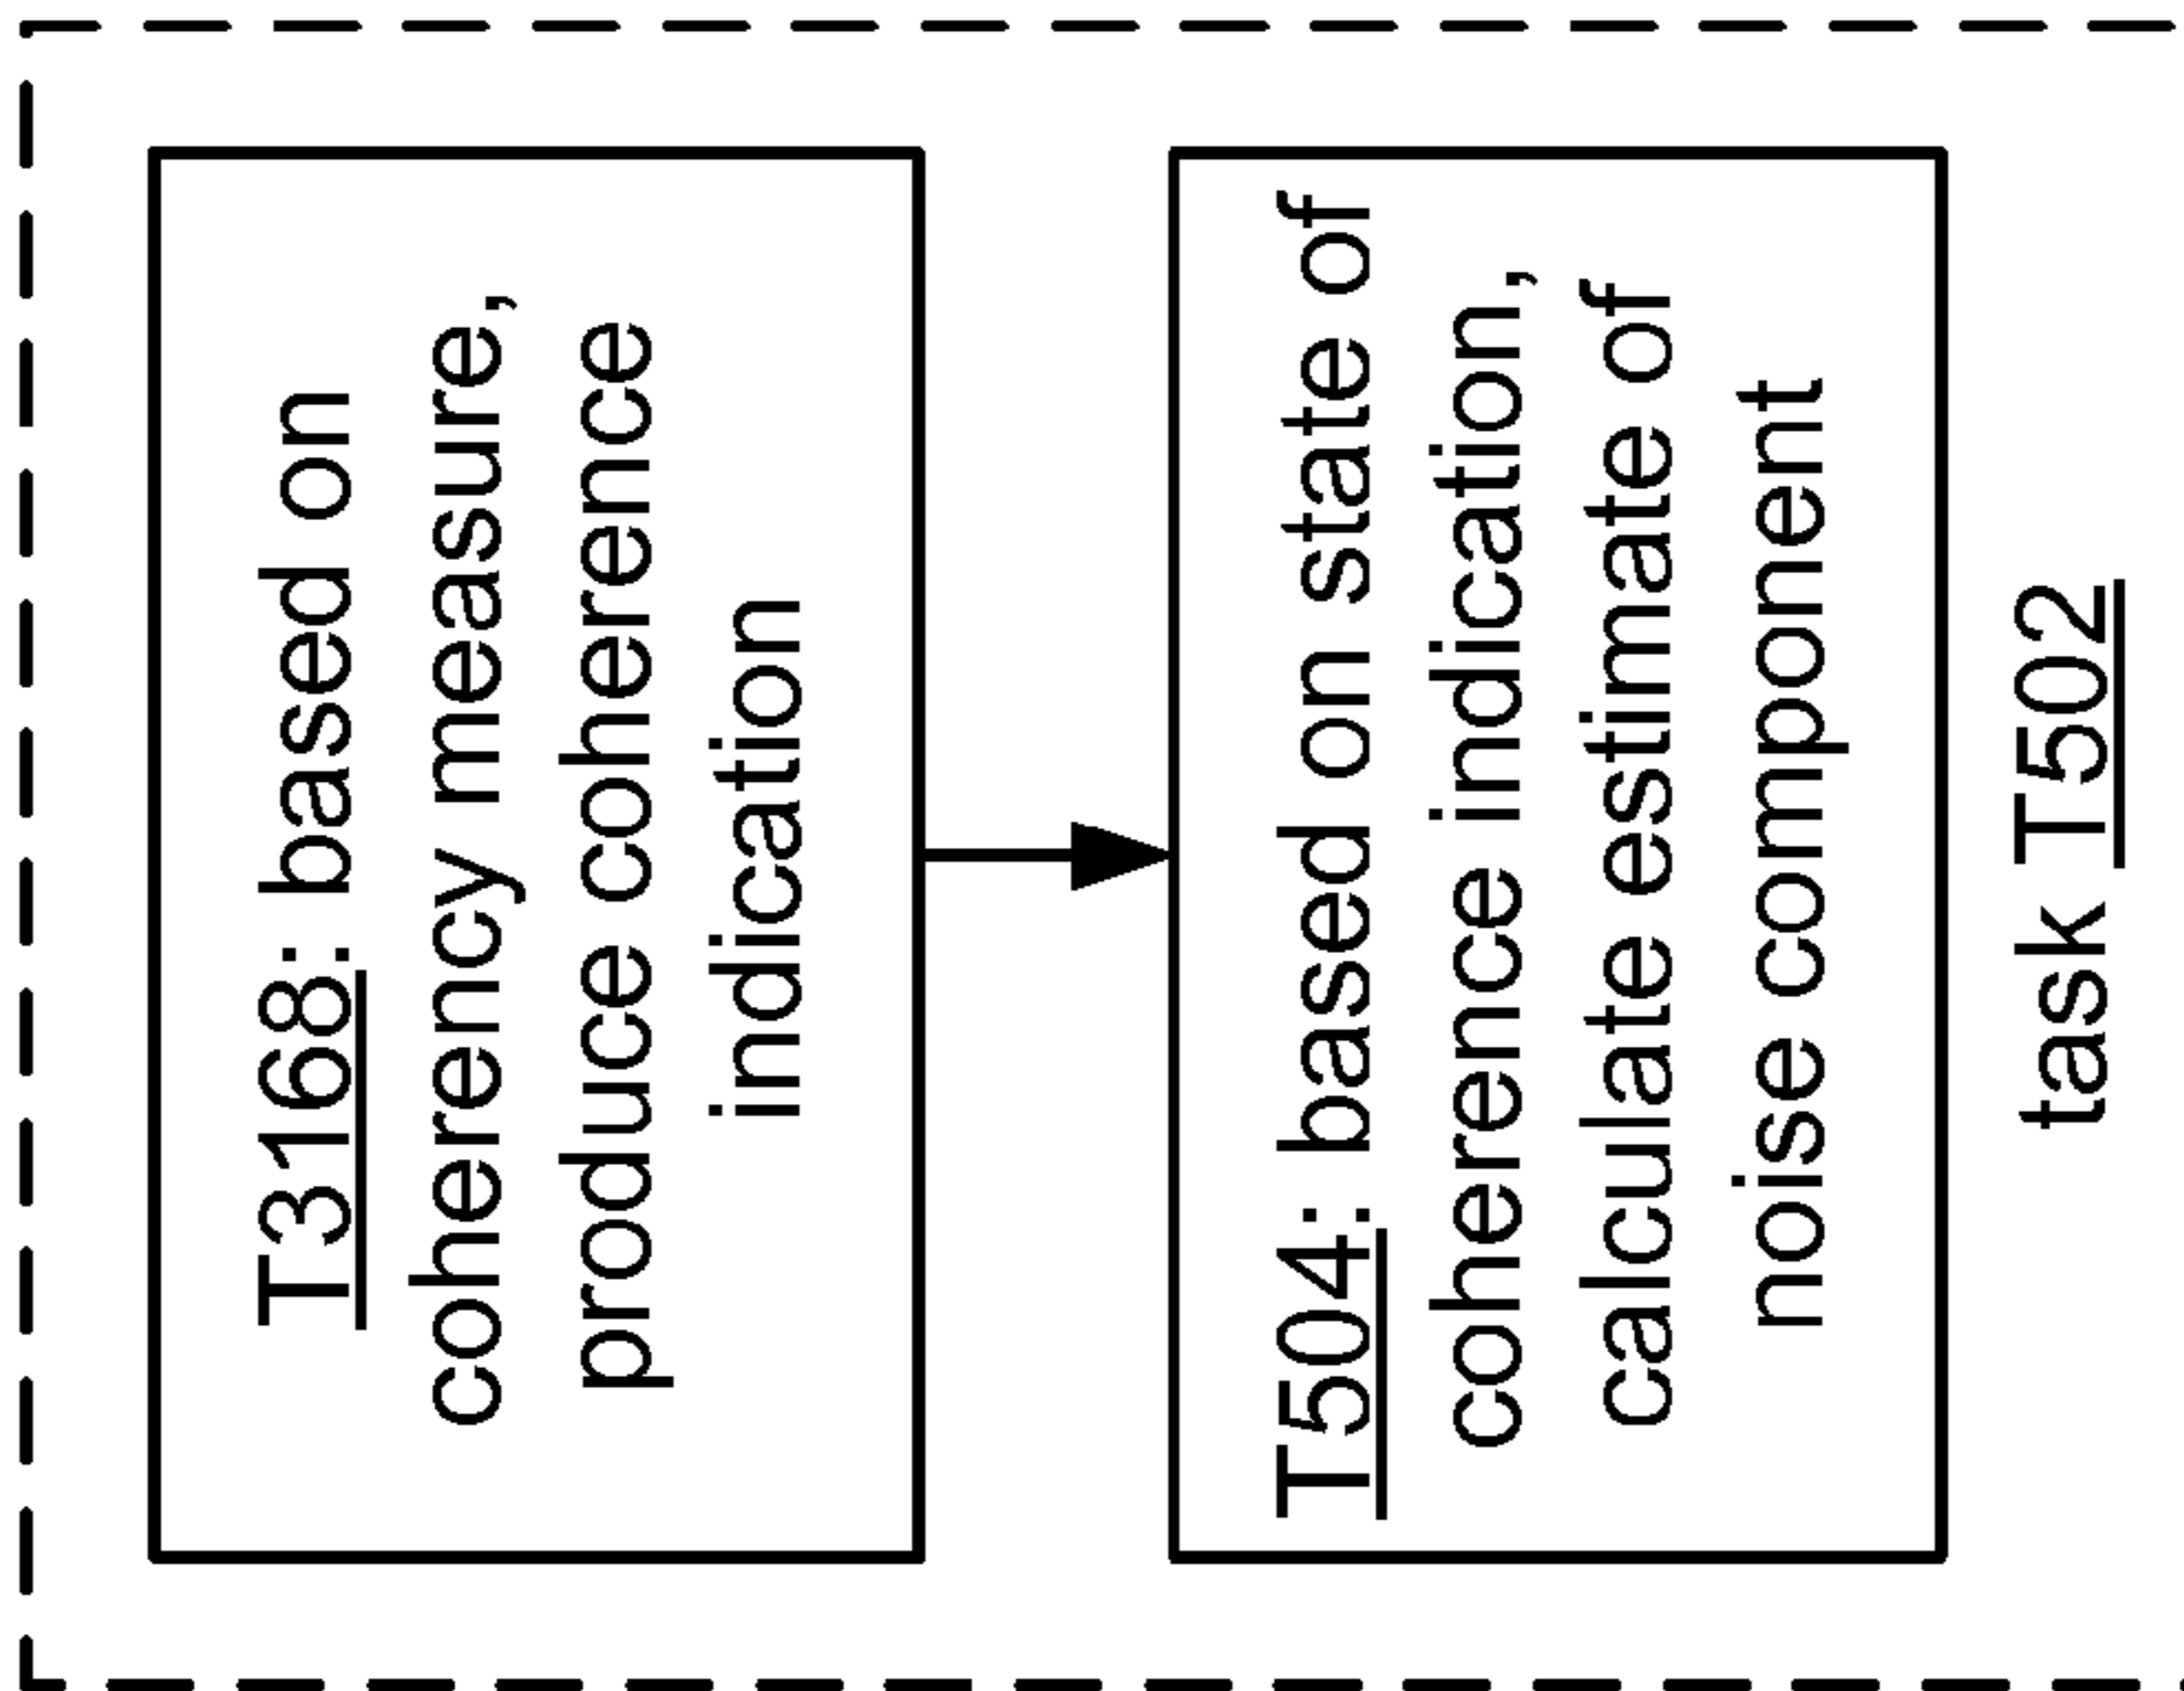 T3168: based on
coherency measure,
produce coherence
indication
T504: based on state of
coherence indication,
calculate estimate of
noise component
task T502